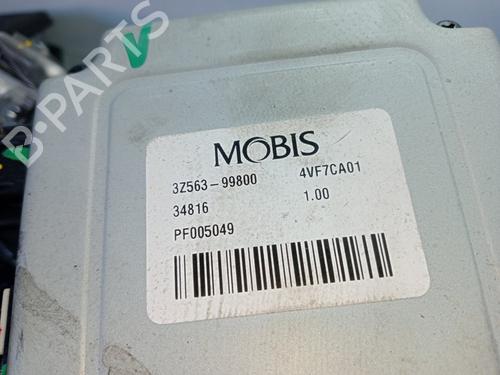 MOBIS
3Z563-99800 4VF7CA01
34816 1.00
PF005049
B-PARTS